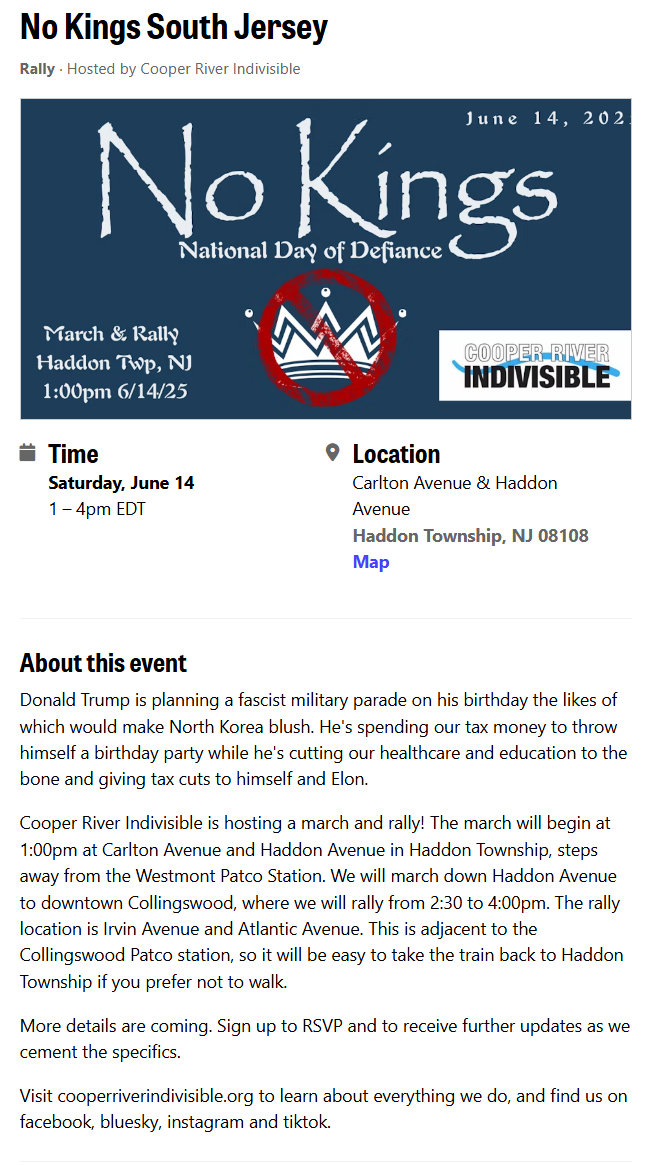 No Kings South Jersey
Rally · Hosted by Cooper River Indivisible
June 14, 202
No Kings
National Day of Defiance
March & Rally
Haddon Twp, NJ
1:00pm 6/14/25
COOPER RIVER
INDIVISIBLE
Time
Saturday, June 14
1 – 4pm EDT
Location
Carlton Avenue & Haddon
Avenue
Haddon Township, NJ 08108
Map
About this event
Donald Trump is planning a fascist military parade on his birthday the likes of
which would make North Korea blush. He's spending our tax money to throw
himself a birthday party while he's cutting our healthcare and education to the
bone and giving tax cuts to himself and Elon.
Cooper River Indivisible is hosting a march and rally! The march will begin at
1:00pm at Carlton Avenue and Haddon Avenue in Haddon Township, steps
away from the Westmont Patco Station. We will march down Haddon Avenue
to downtown Collingswood, where we will rally from 2:30 to 4:00pm. The rally
location is Irvin Avenue and Atlantic Avenue. This is adjacent to the
Collingswood Patco station, so it will be easy to take the train back to Haddon
Township if you prefer not to walk.
More details are coming. Sign up to RSVP and to receive further updates as we
cement the specifics.
Visit cooperriverindivisible.org to learn about everything we do, and find us on
facebook, bluesky, instagram and tiktok.